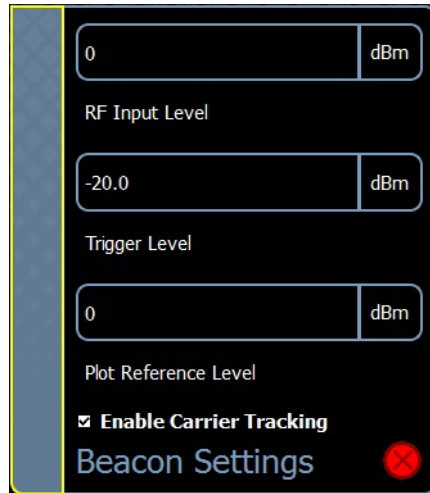 0 dBm
RF Input Level
-20.0 dBm
Trigger Level
0 dBm
Plot Reference Level
Enable Carrier Tracking
Beacon Settings